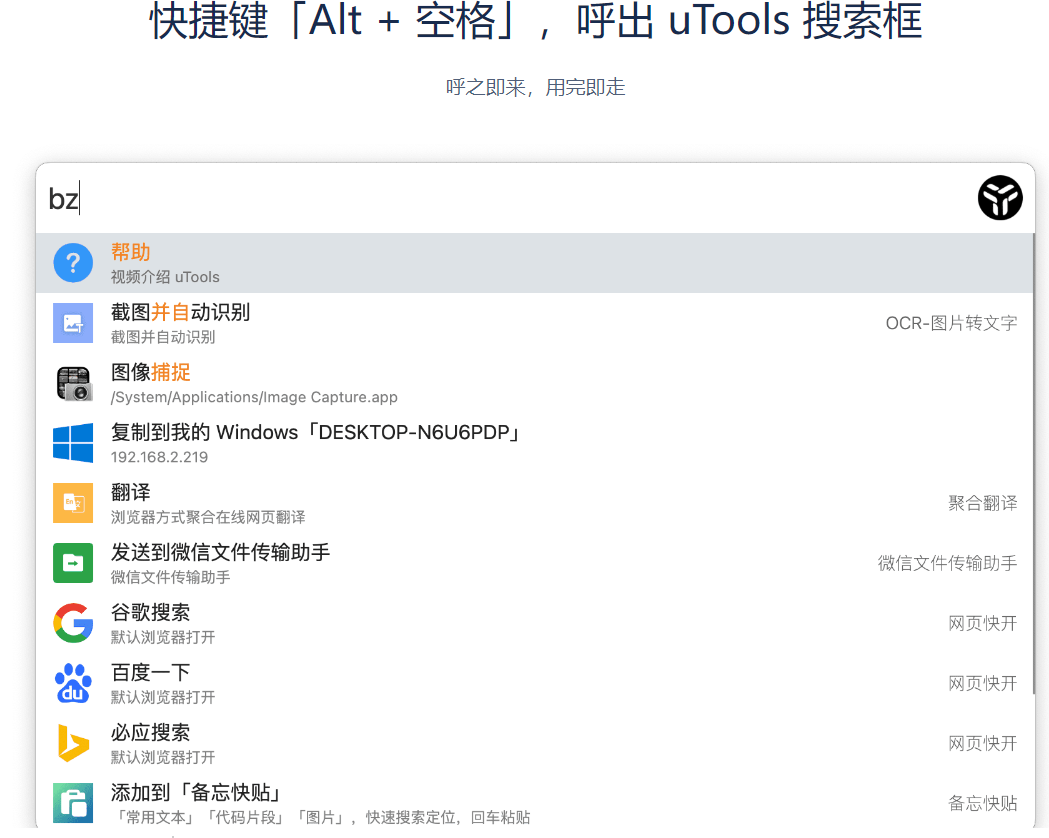 快捷键「Alt + 空格」，呼出 uTools 搜索框
呼之即来，用完即走
bz
帮助
视频介绍 uTools
截图并自动识别
截图并自动识别
OCR-图片转文字
图像捕捉
/System/Applications/Image Capture.app
复制到我的 Windows「DESKTOP-N6U6PDP」
192.168.2.219
翻译
浏览器方式聚合在线网页翻译
聚合翻译
发送到微信文件传输助手
微信文件传输助手
微信文件传输助手
谷歌搜索
默认浏览器打开
网页快开
du
百度一下
默认浏览器打开
网页快开
必应搜索
默认浏览器打开
网页快开
添加到「备忘快贴」
「常用文本」「代码片段」「图片」，快速搜索定位，回车粘贴
备忘快贴